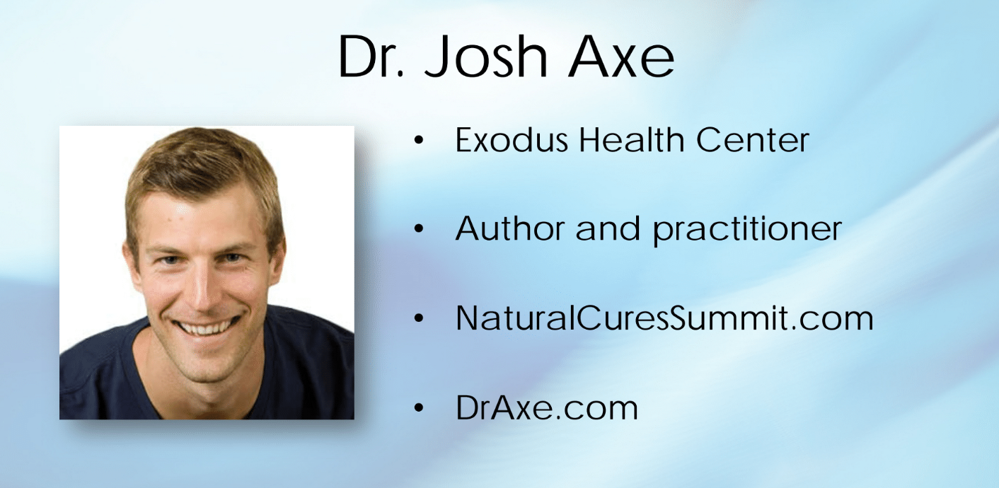 Dr. Josh Axe
• Exodus Health Center
• Author and practitioner
• NaturalCuresSummit.com
• DrAxe.com